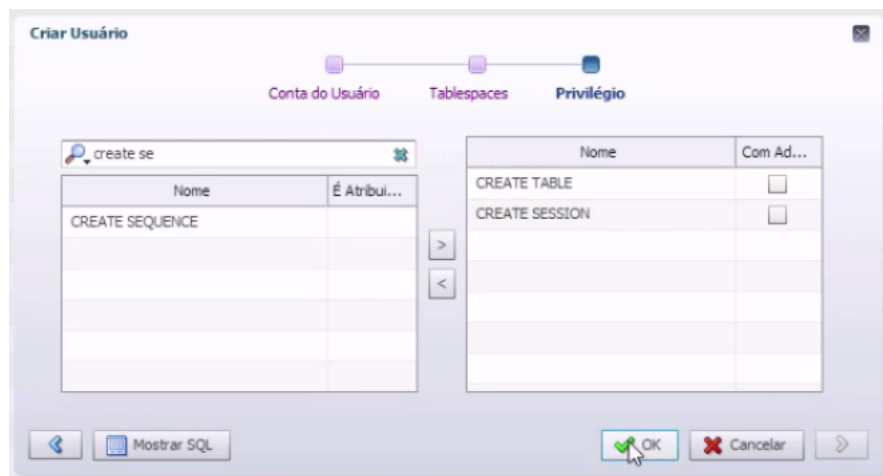 Criar Usuário
Conta do Usuário Tablespaces Privilégio
create se
Nome É Atribui...
CREATE SEQUENCE
>
<
Nome Com Ad...
CREATE TABLE
CREATE SESSION
Mostrar SQL OK Cancelar